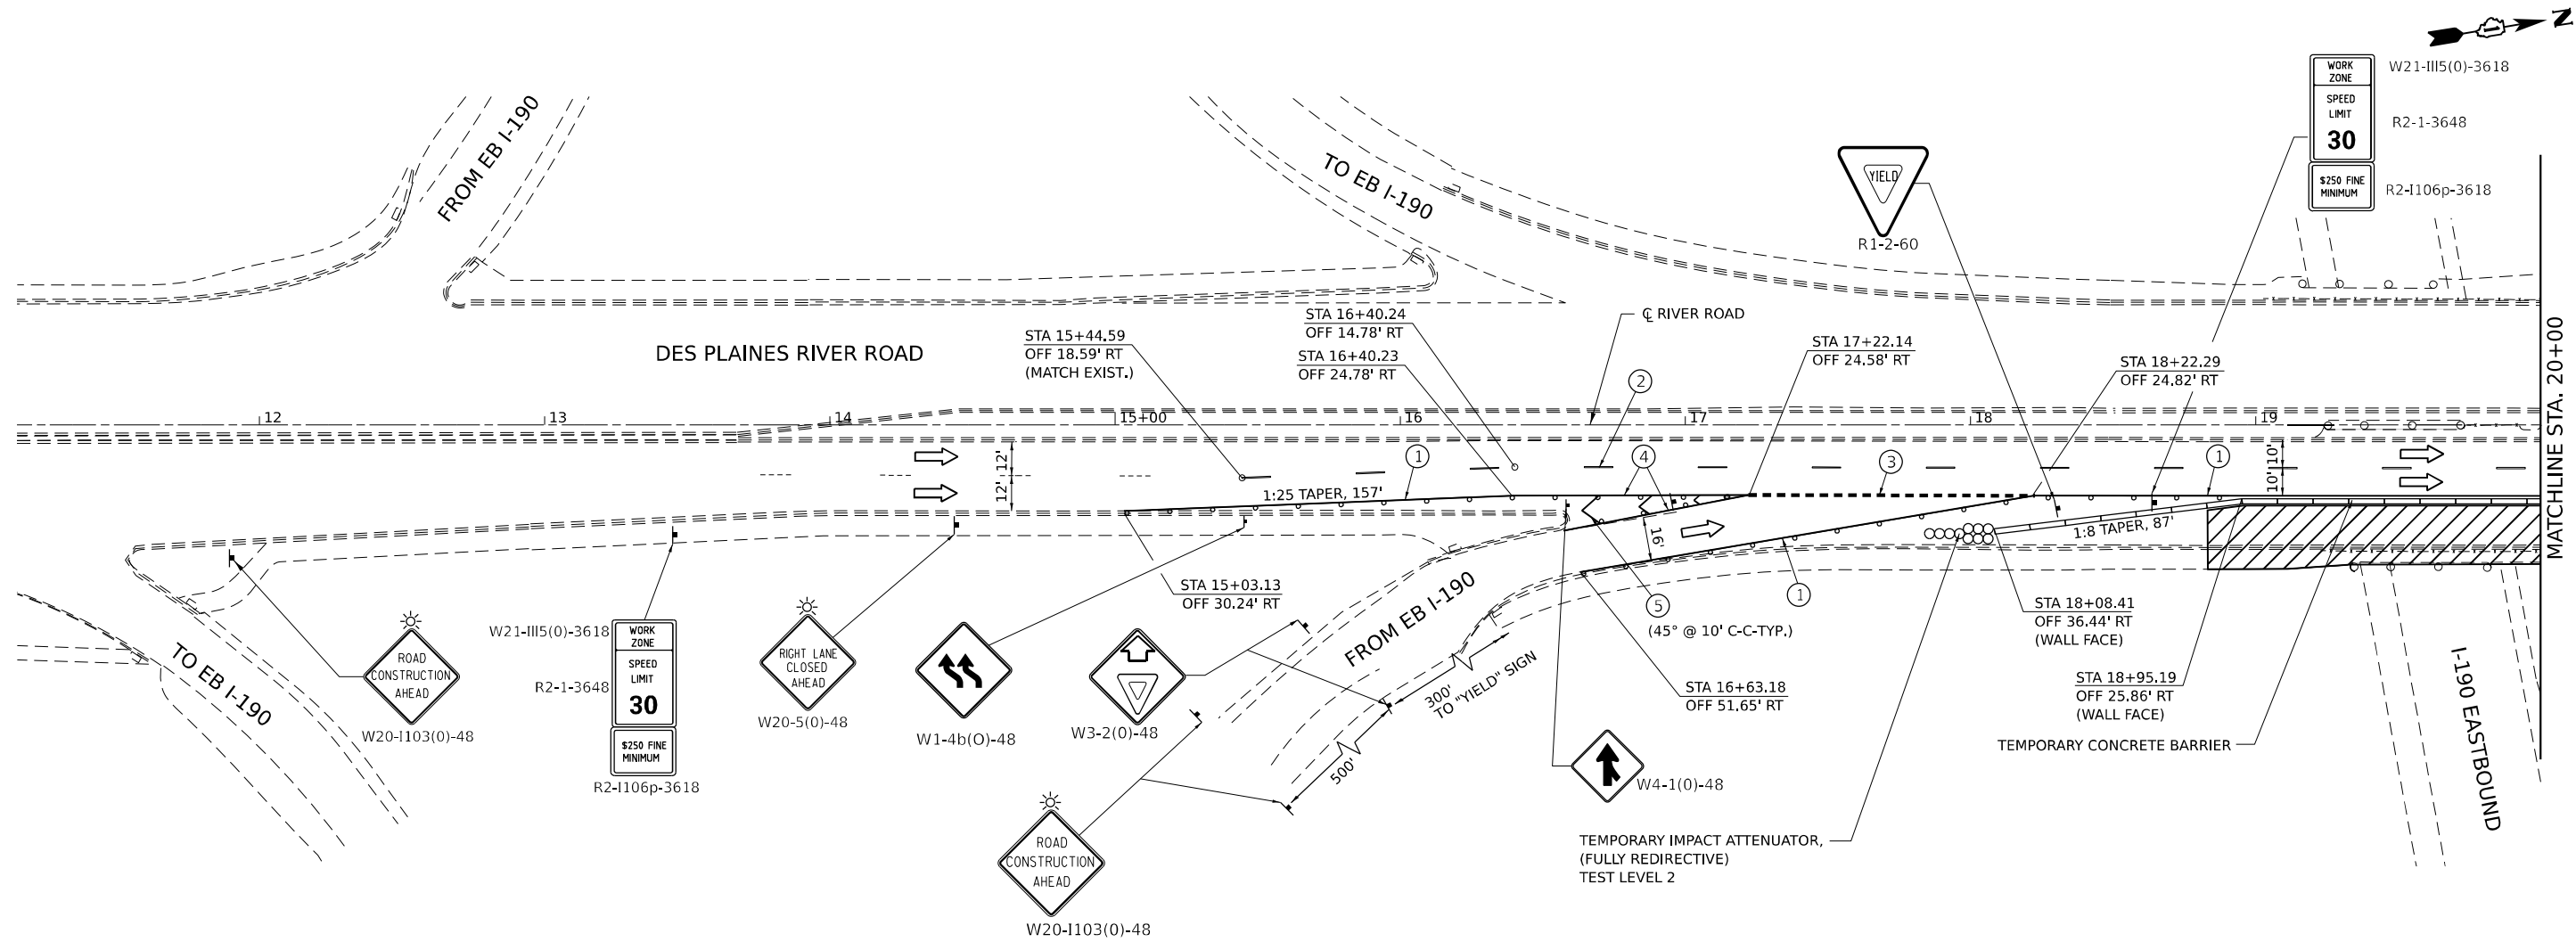 N
WORK
ZONE
SPEED
LIMIT
30
$250 FINE
MINIMUM
W21-III5(0)-3618
R2-1-3648
R2-I106p-3618
FROM EB I-190
TO EB I-190
YIELD
R1-2-60
STA 15+44.59
OFF 18.59' RT
(MATCH EXIST.)
STA 16+40.24
OFF 14.78' RT
STA 16+40.23
OFF 24.78' RT
℄ RIVER ROAD
STA 17+22.14
OFF 24.58' RT
STA 18+22.29
OFF 24.82' RT
DES PLAINES RIVER ROAD
MATCHLINE STA. 20+00
2
12
13
14
15+00
16
17
18
19
12'
12'
1
4
3
1
10'
10'
1:25 TAPER, 157'
16'
1:8 TAPER, 87'
STA 15+03.13
OFF 30.24' RT
5
(45° @ 10' C-C-TYP.)
1
STA 18+08.41
OFF 36.44' RT
(WALL FACE)
STA 18+95.19
OFF 25.86' RT
(WALL FACE)
STA 16+63.18
OFF 51.65' RT
FROM EB I-190
300'
TO "YIELD" SIGN
500'
TO EB I-190
I-190 EASTBOUND
ROAD
CONSTRUCTION
AHEAD
W20-I103(0)-48
W21-III5(0)-3618
R2-1-3648
WORK
ZONE
SPEED
LIMIT
30
$250 FINE
MINIMUM
R2-I106p-3618
RIGHT LANE
CLOSED
AHEAD
W20-5(0)-48
W1-4b(O)-48
W3-2(0)-48
W4-1(0)-48
TEMPORARY CONCRETE BARRIER
ROAD
CONSTRUCTION
AHEAD
W20-I103(0)-48
TEMPORARY IMPACT ATTENUATOR,
(FULLY REDIRECTIVE)
TEST LEVEL 2